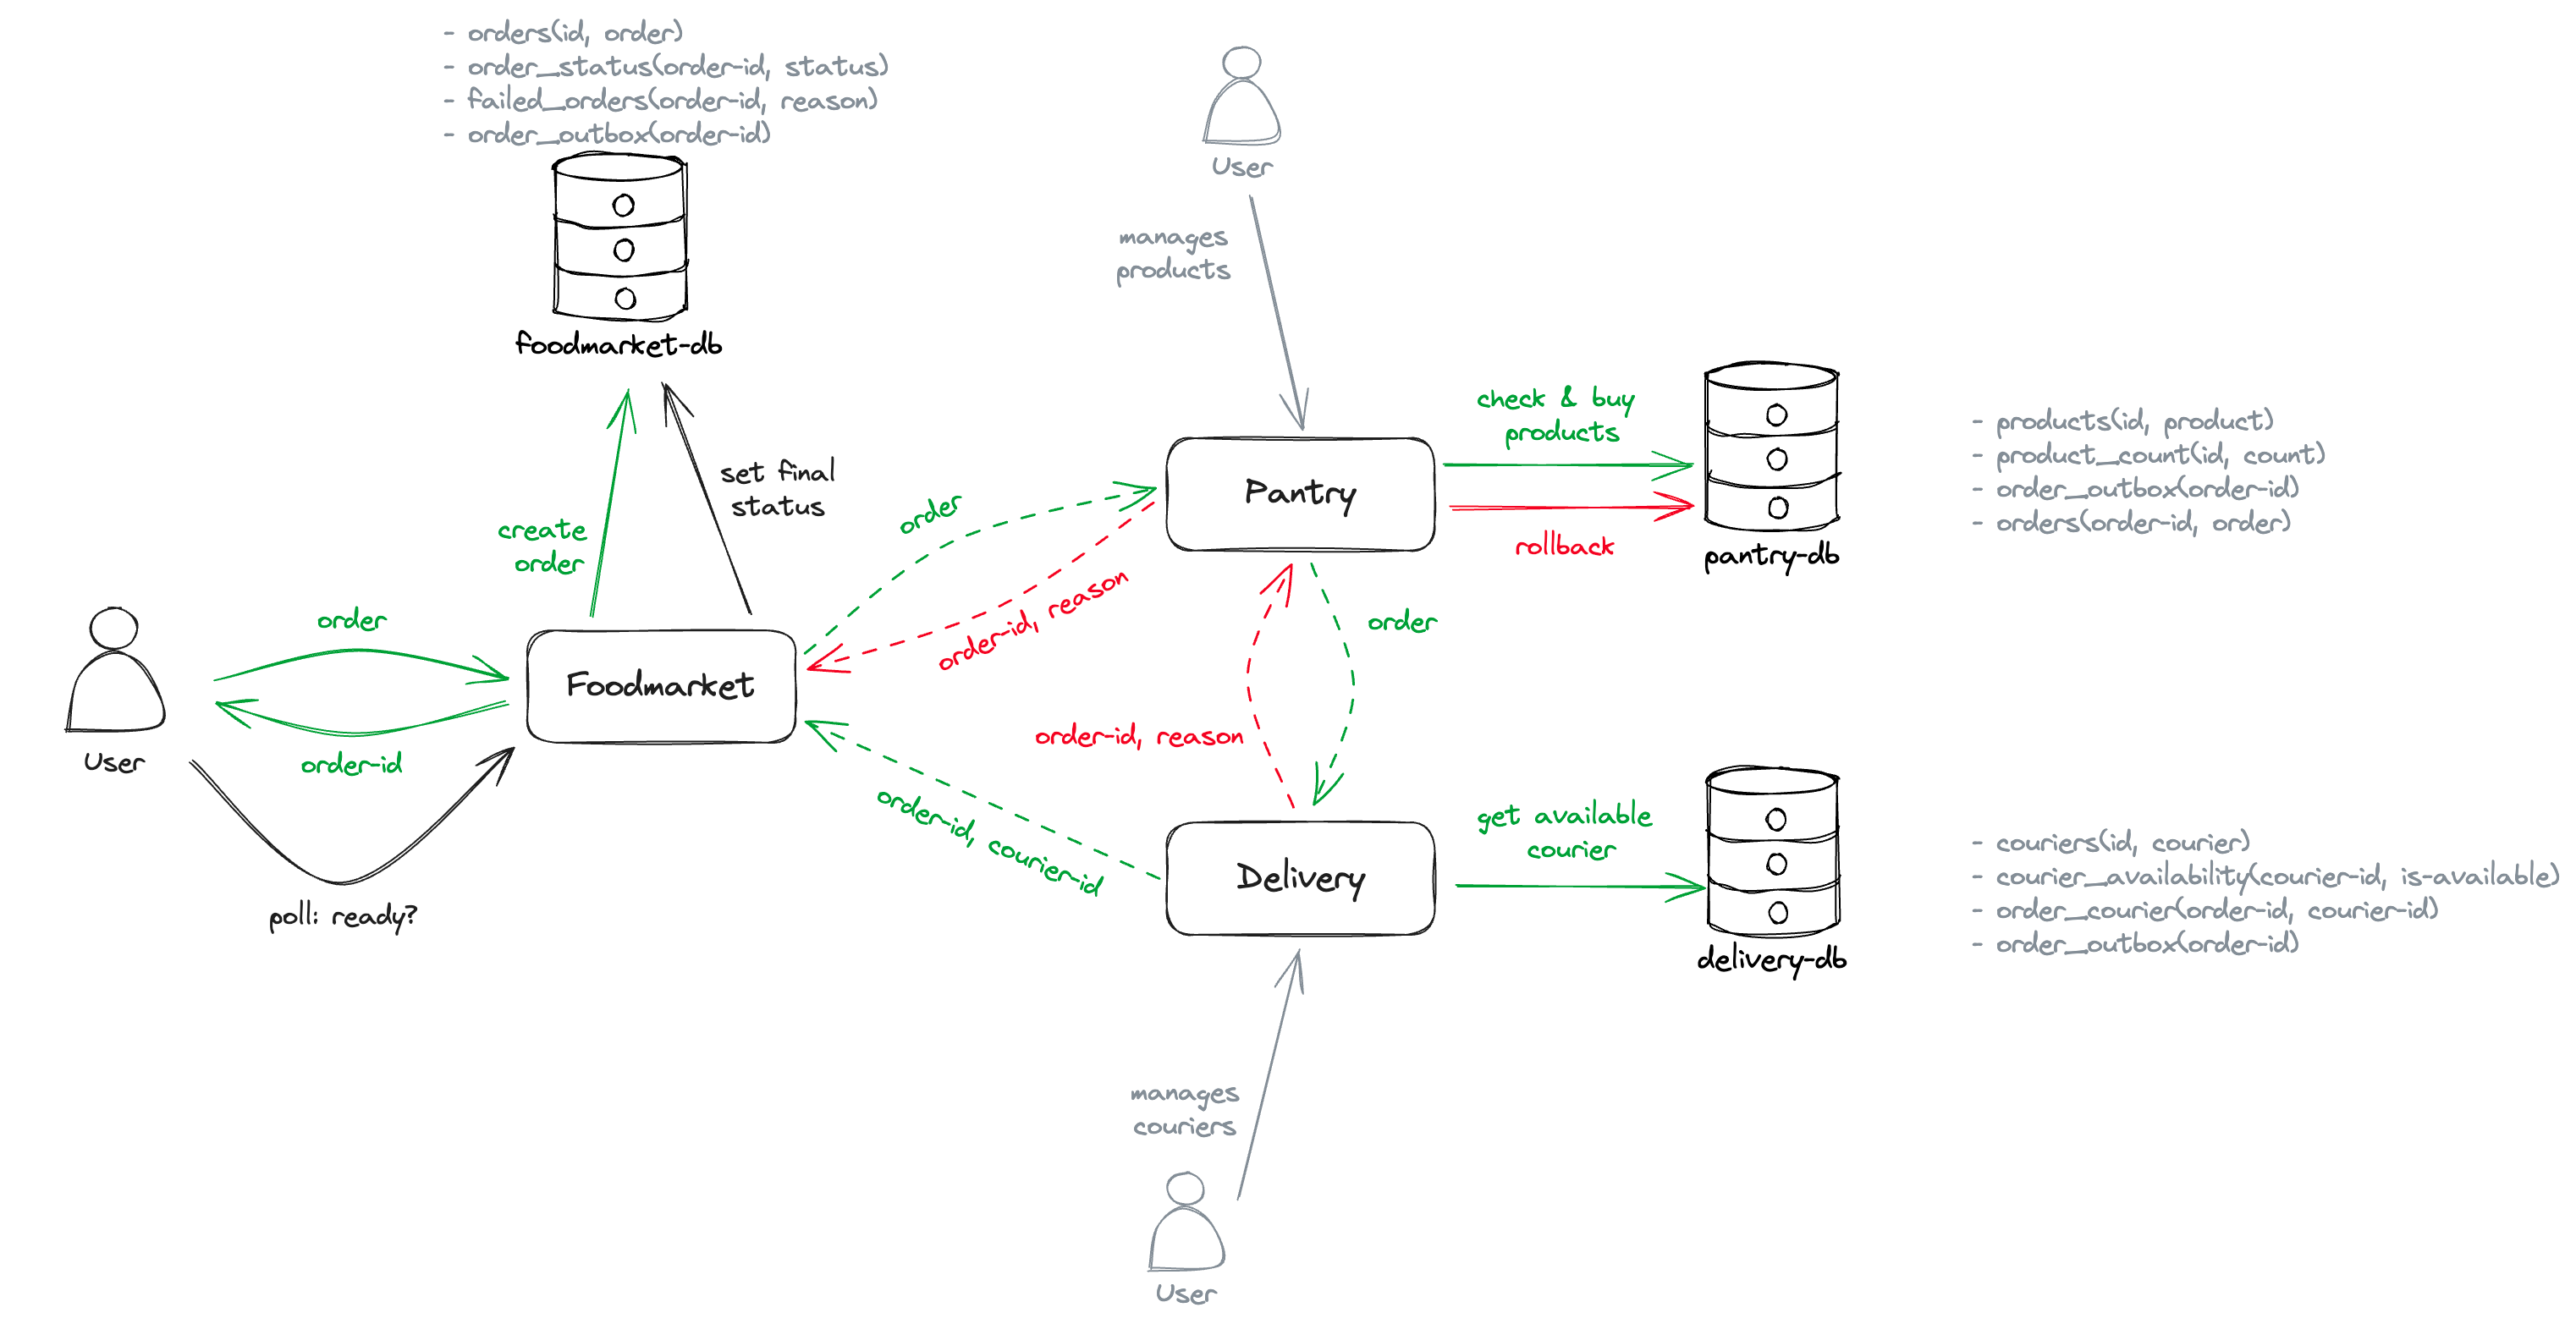 - orders(id, order)
- order_status(order-id, status)
- failed_orders(order-id, reason)
- order_outbox(order-id)
foodmarket-db
User
manages
products
set final
status
create
order
order
order-id, reason
Pantry
check & buy
products
rollback
pantry-db
- products(id, product)
- product_count(id, count)
- order_outbox(order-id)
- orders(order-id, order)
User
order
order-id
poll: ready?
Foodmarket
order
order-id, reason
order-id, courier-id
Delivery
get available
courier
delivery-db
- couriers(id, courier)
- courier_availability(courier-id, is-available)
- order_courier(order-id, courier-id)
- order_outbox(order-id)
manages
couriers
User